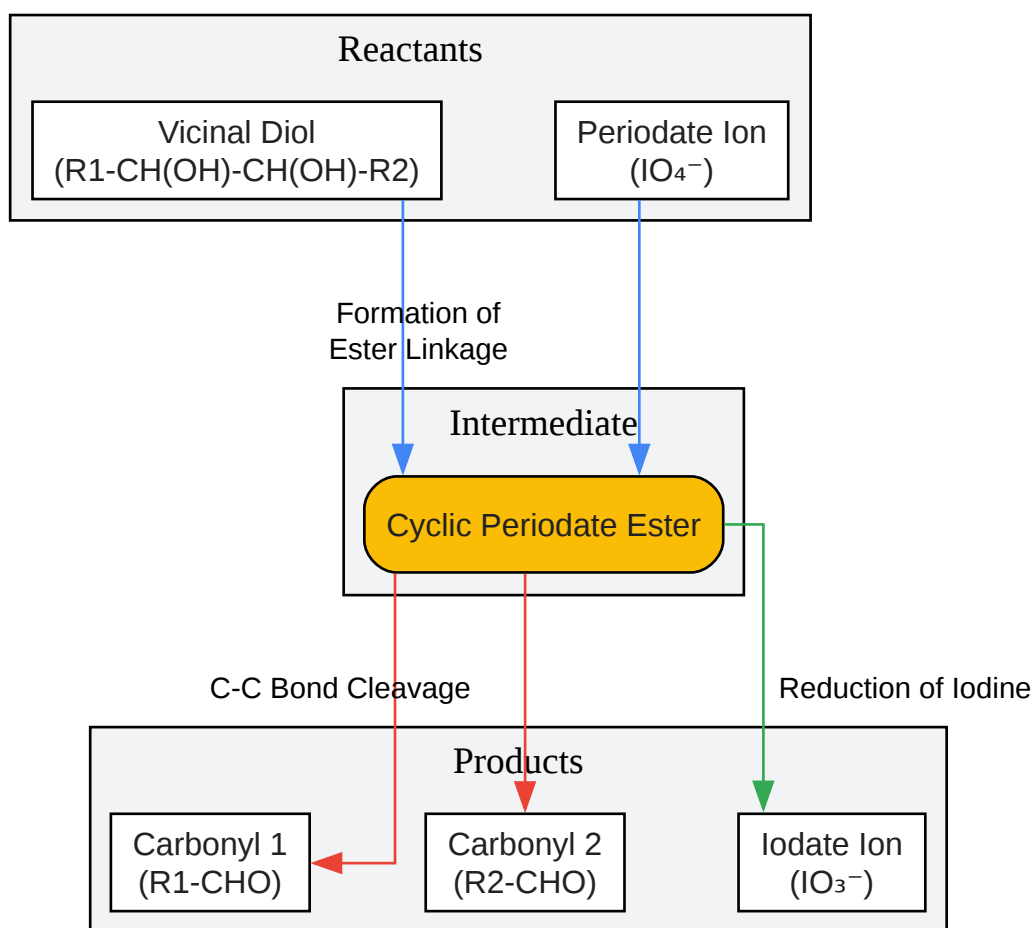 Reactants
Vicinal Diol
(R1-CH(OH)-CH(OH)-R2)
Periodate Ion
(IO₄⁻)
Formation of
Ester Linkage
Intermediate
Cyclic Periodate Ester
C-C Bond Cleavage
Reduction of Iodine
Products
Carbonyl 1
(R1-CHO)
Carbonyl 2
(R2-CHO)
Iodate Ion
(IO₃⁻)